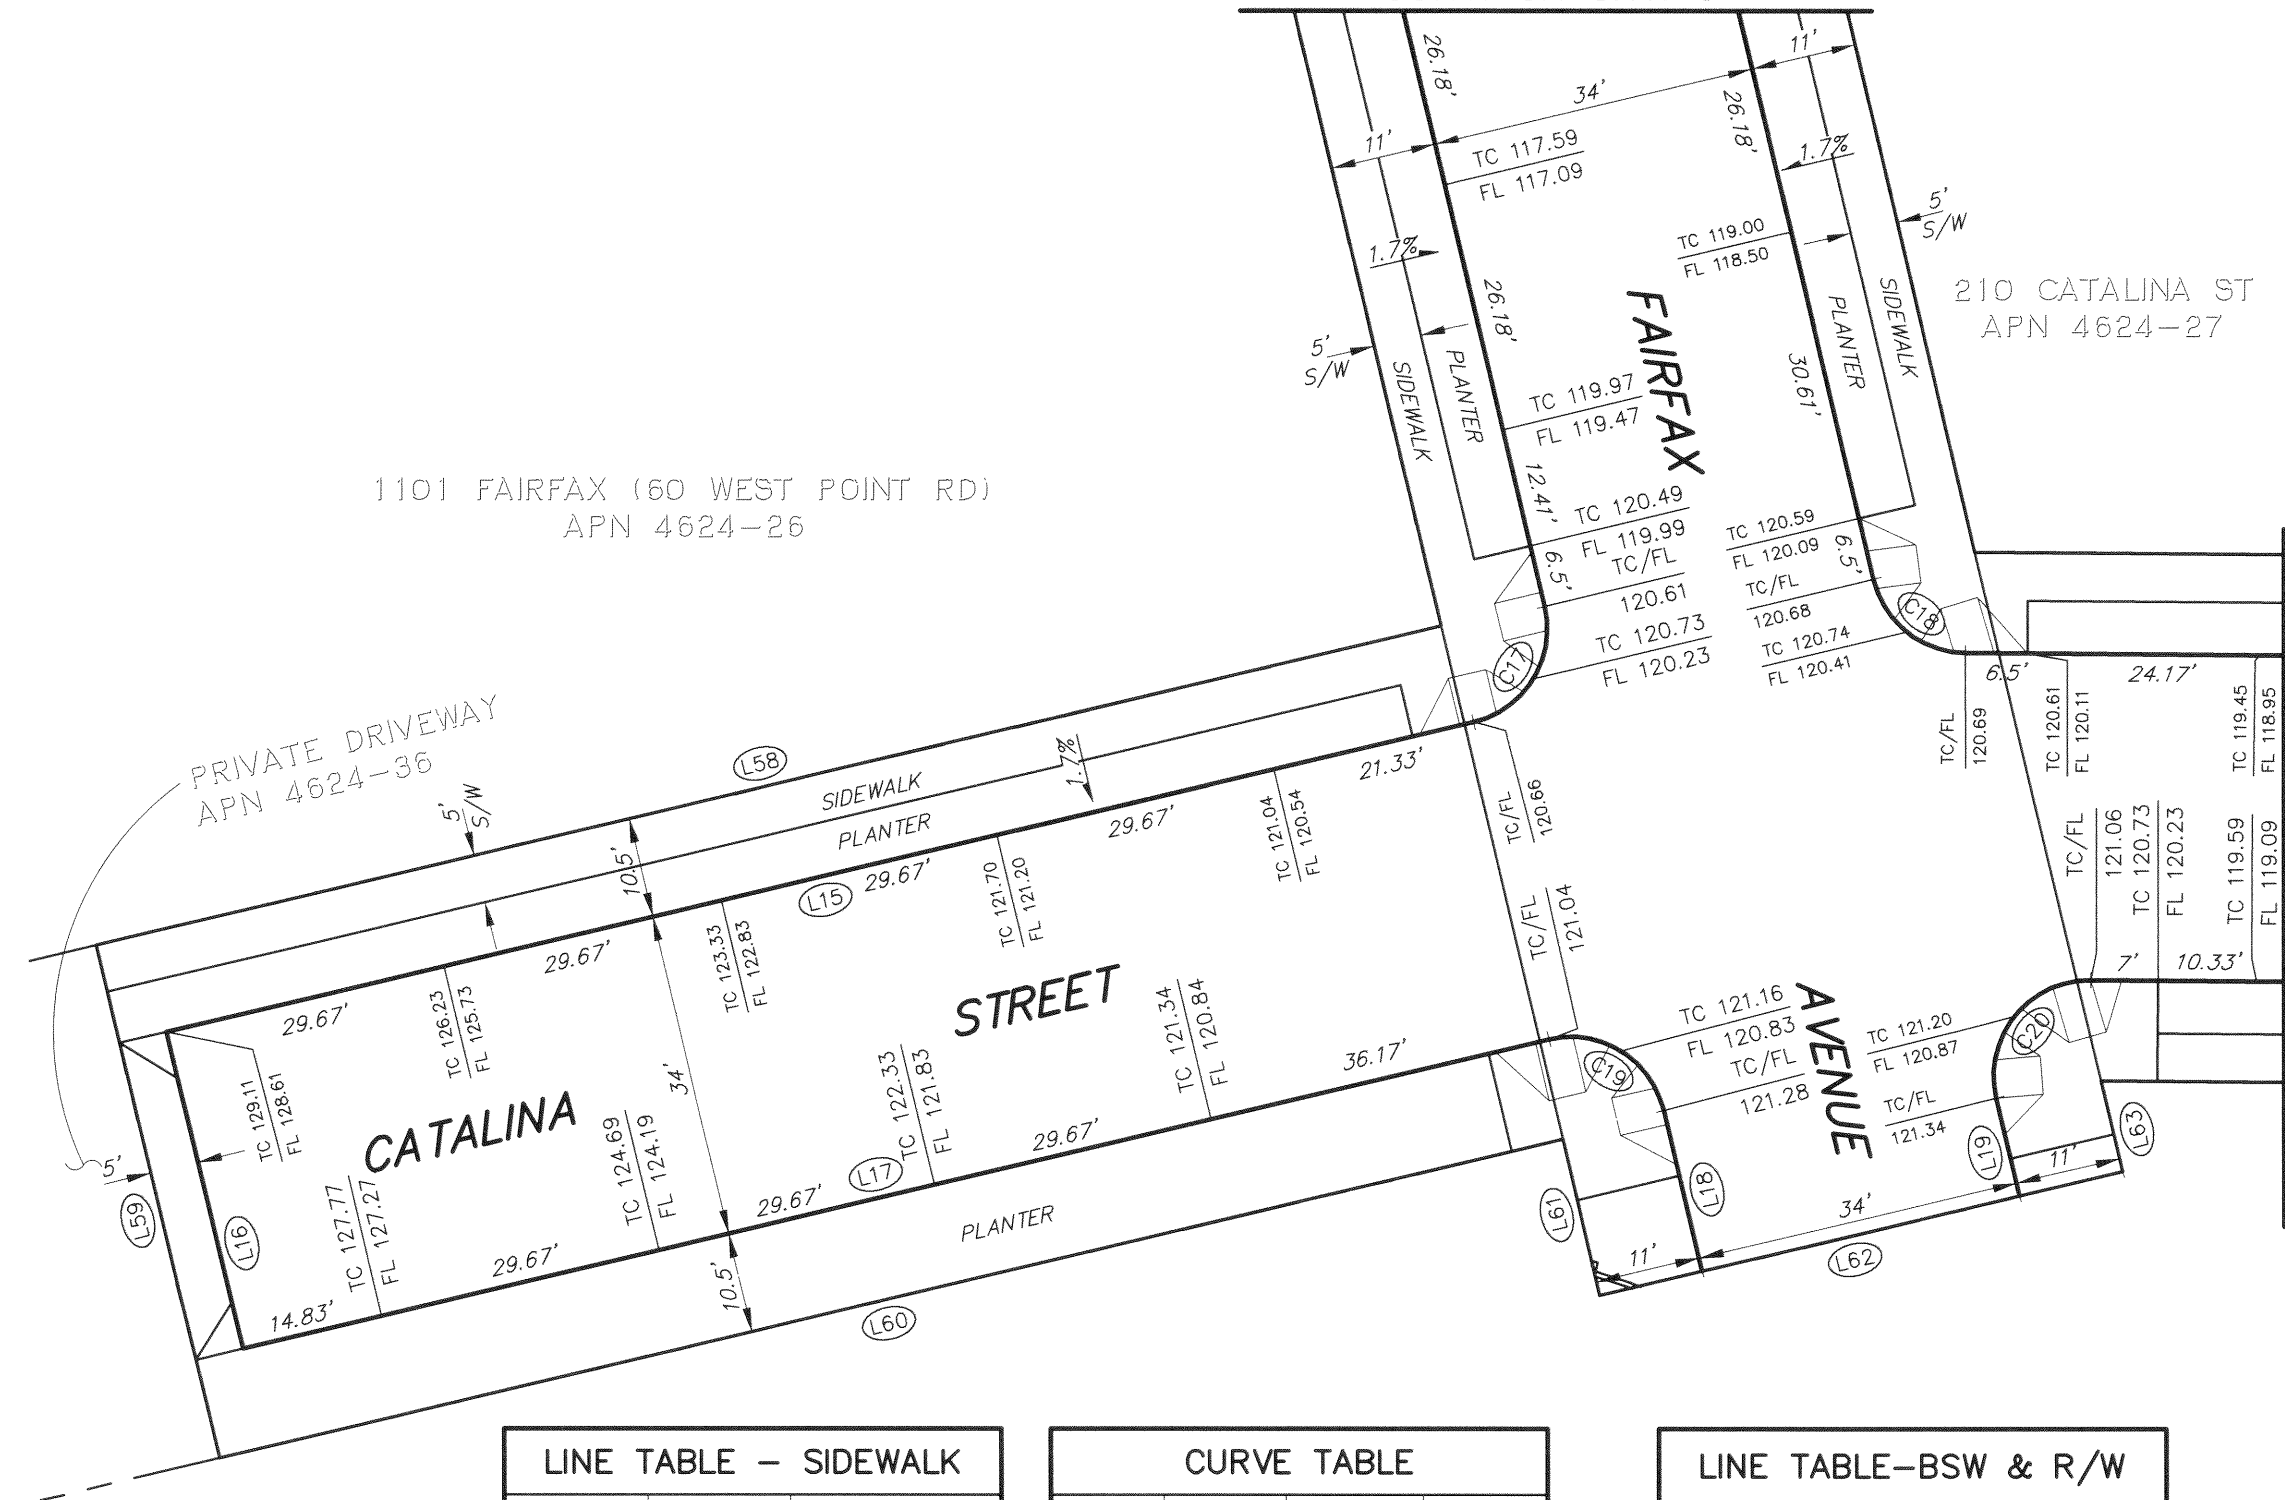 11'
26.18'
34'
26.18'
11'
TC 117.59
FL 117.09
1.7%
5'
S/W
TC 119.00
FL 118.50
1.7%
210 CATALINA ST
APN 4624-27
SIDEWALK
PLANTER
26.18'
FAIRFAX
5'
S/W
PLANTER
SIDEWALK
30.61'
TC 119.97
FL 119.47
1101 FAIRFAX (60 WEST POINT RD)
APN 4624-26
12.41'
TC 120.49
FL 119.99
TC/FL
120.61
TC 120.73
FL 120.23
6.5'
TC 120.59
FL 120.09
TC/FL
120.68
TC 120.74
FL 120.41
6.5'
C18
C17
6.5'
24.17'
TC/FL
120.69
TC 120.61
FL 120.11
TC 119.45
FL 118.95
PRIVATE DRIVEWAY
APN 4624-36
L58
5'
S/W
SIDEWALK
PLANTER
1.7%
21.33'
TC/FL
120.66
29.67'
TC 121.04
FL 120.54
10.5'
29.67'
L15
TC 121.70
FL 121.20
29.67'
TC 123.33
FL 122.83
29.67'
TC 126.23
FL 125.73
TC/FL
121.06
TC 120.73
FL 120.23
TC 119.59
FL 119.09
7'
10.33'
TC/FL
121.04
STREET
CATALINA
AVENUE
TC 121.16
FL 120.83
TC/FL
121.28
TC 121.20
FL 120.87
TC/FL
121.34
C20
C19
36.17'
TC 121.34
FL 120.84
34'
TC 129.11
FL 128.61
TC 122.33
FL 121.83
29.67'
L17
TC 124.69
FL 124.19
29.67'
5'
L59
L16
TC 127.77
FL 127.27
29.67'
14.83'
PLANTER
10.5'
L60
L61
L18
11'
34'
L62
L19
11'
L63
LINE TABLE - SIDEWALK
CURVE TABLE
LINE TABLE-BSW & R/W